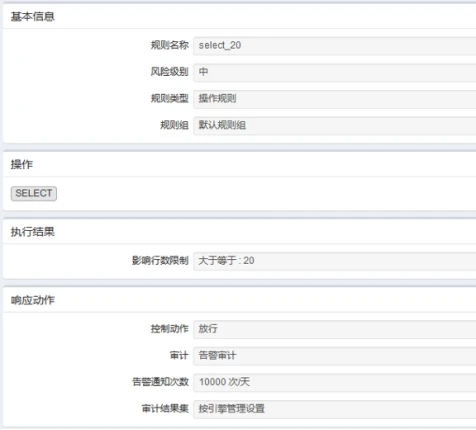 基本信息
规则名称 select_20
风险级别 中
规则类型 操作规则
规则组 默认规则组
操作
SELECT
执行结果
影响行数限制 大于等于 : 20
响应动作
控制动作 放行
审计 告警审计
告警通知次数 10000 次/天
审计结果集 按引擎管理设置